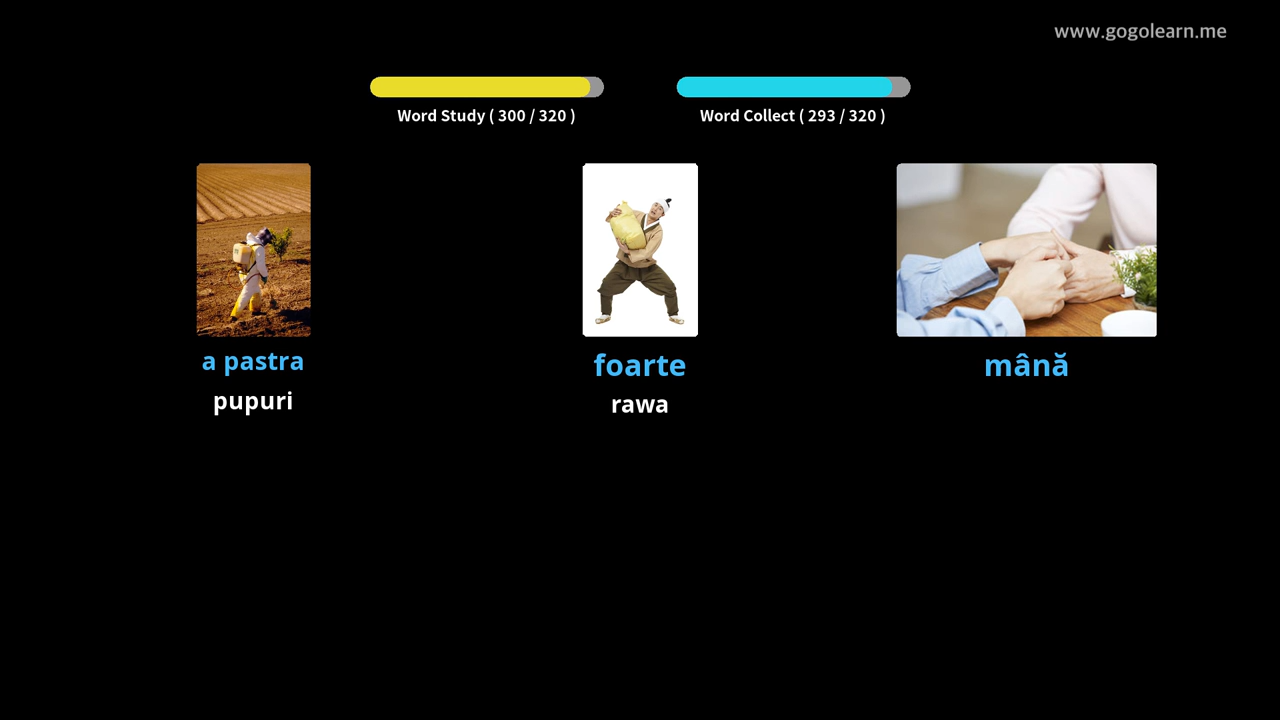 www.gogolearn.me
Word Study ( 300 / 320 )
Word Collect ( 293 / 320 )
a pastra
foarte
mână
pupuri
rawa